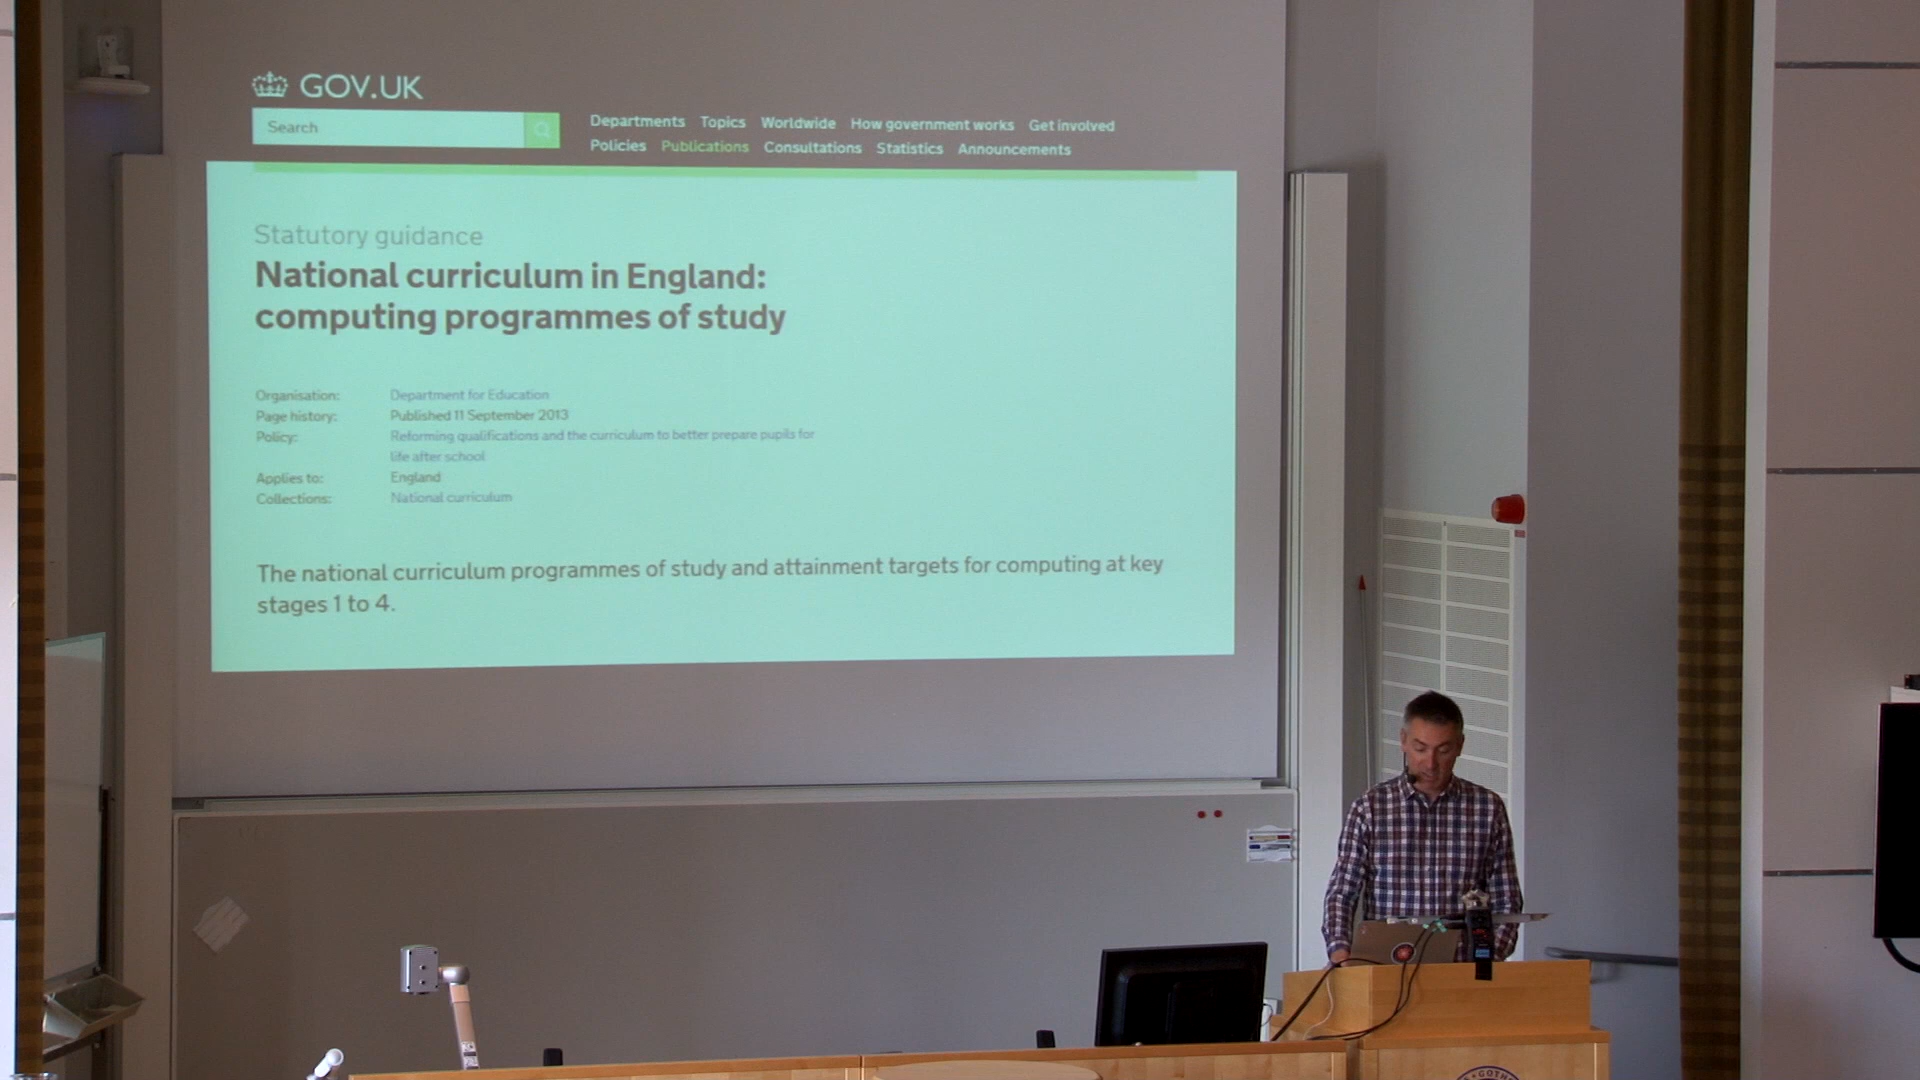 GOV.UK
Search
Departments Topics Worldwide How government works Get involved
Policies Publications Consultations Statistics Announcements
Statutory guidance
National curriculum in England:
computing programmes of study
Organisation: Department for Education
Page history: Published 11 September 2013
Policy: Reforming qualifications and the curriculum to better prepare pupils for
life after school
Applies to: England
Collections: National curriculum
The national curriculum programmes of study and attainment targets for computing at key
stages 1 to 4.